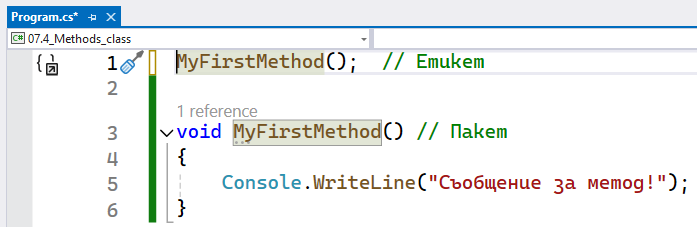 Program.cs*
C# 07.4_Methods_class
1 MyFirstMethod(); // Етикет
2
1 reference
3 void MyFirstMethod() // Пакет
4 {
5 Console.WriteLine("Съобщение за метод!");
6 }